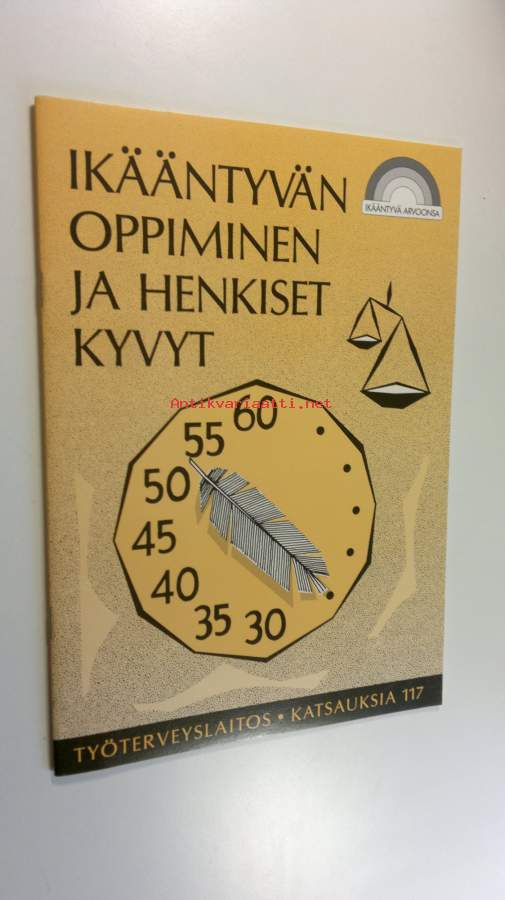 IKÄÄNTYVÄN
OPPIMINEN
JA HENKISET
KYVYT
IKÄÄNTYVÄ ARVOONSA
Antikvariaatti.net
60
55
50
45
40
35
30
TYÖTERVEYSLAITOS • KATSAUKSIA 117